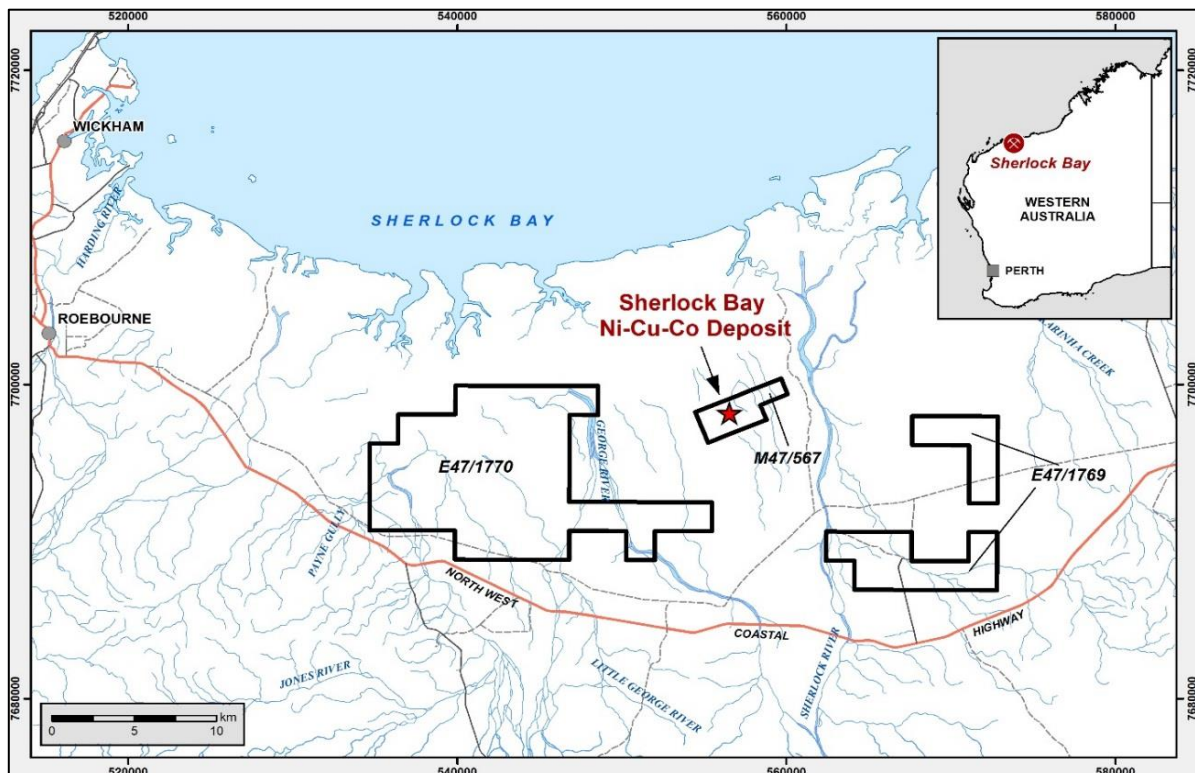 520000
540000
560000
580000
7720000
7720000
WICKHAM
HARDING RIVER
SHERLOCK BAY
Sherlock Bay
WESTERN
AUSTRALIA
PERTH
ROEBOURNE
Sherlock Bay
Ni-Cu-Co Deposit
ARINHA CREEK
7700000
7700000
E47/1770
GEORGE RIVER
M47/567
E47/1769
PAYNE GULLY
NORTH WEST
COASTAL
HIGHWAY
JONES RIVER
LITTLE GEORGE RIVER
SHERLOCK RIVER
7680000
7680000
0 5 10
km
520000
540000
560000
580000